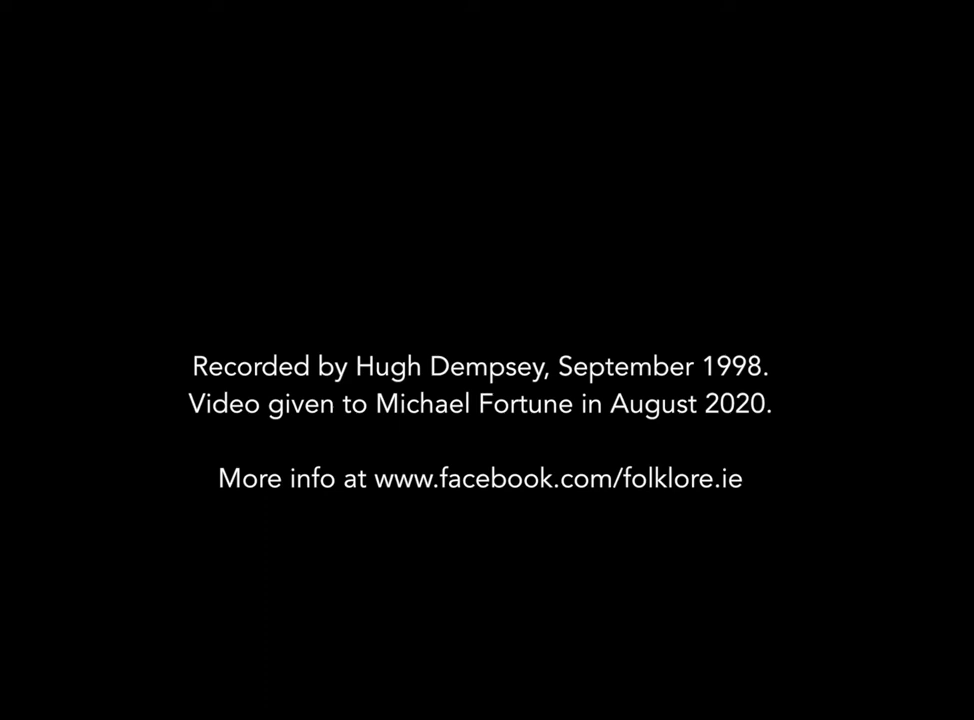 Recorded by Hugh Dempsey, September 1998.
Video given to Michael Fortune in August 2020.
More info at www.facebook.com/folklore.ie